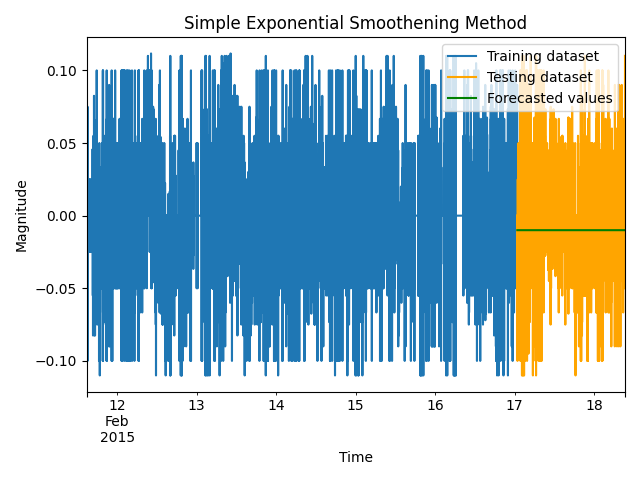 Simple Exponential Smoothening Method
Training dataset
Testing dataset
Forecasted values
0.10
0.05
0.00
−0.05
−0.10
Magnitude
12
13
14
15
16
17
18
Feb
2015
Time